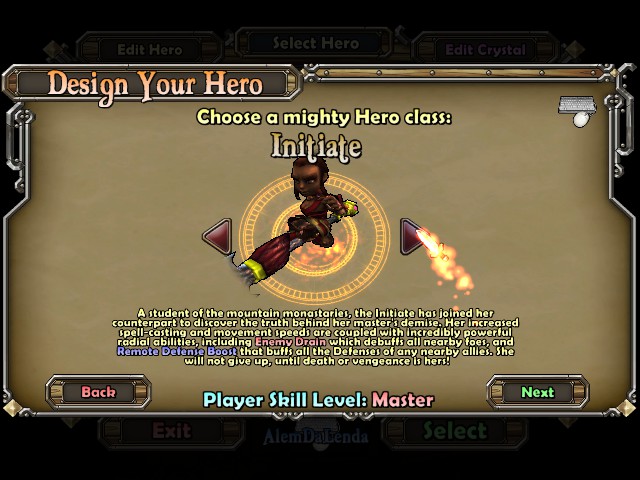 Edit Hero
Select Hero
Edit Crystal
Design Your Hero
Choose a mighty Hero class:
Initiate
A student of the mountain monastaries, the Initiate has joined her
counterpart to discover the truth behind her master's demise. Her increased
spell-casting and movement speeds are coupled with incredibly powerful
radial abilities, including Enemy Drain which debuffs all nearby foes, and
Remote Defense Boost that buffs all the Defenses of any nearby allies. She
will not give up, until death or vengeance is hers!
Back
Player Skill Level: Master
Next
Exit
AlemDaLenda
Select